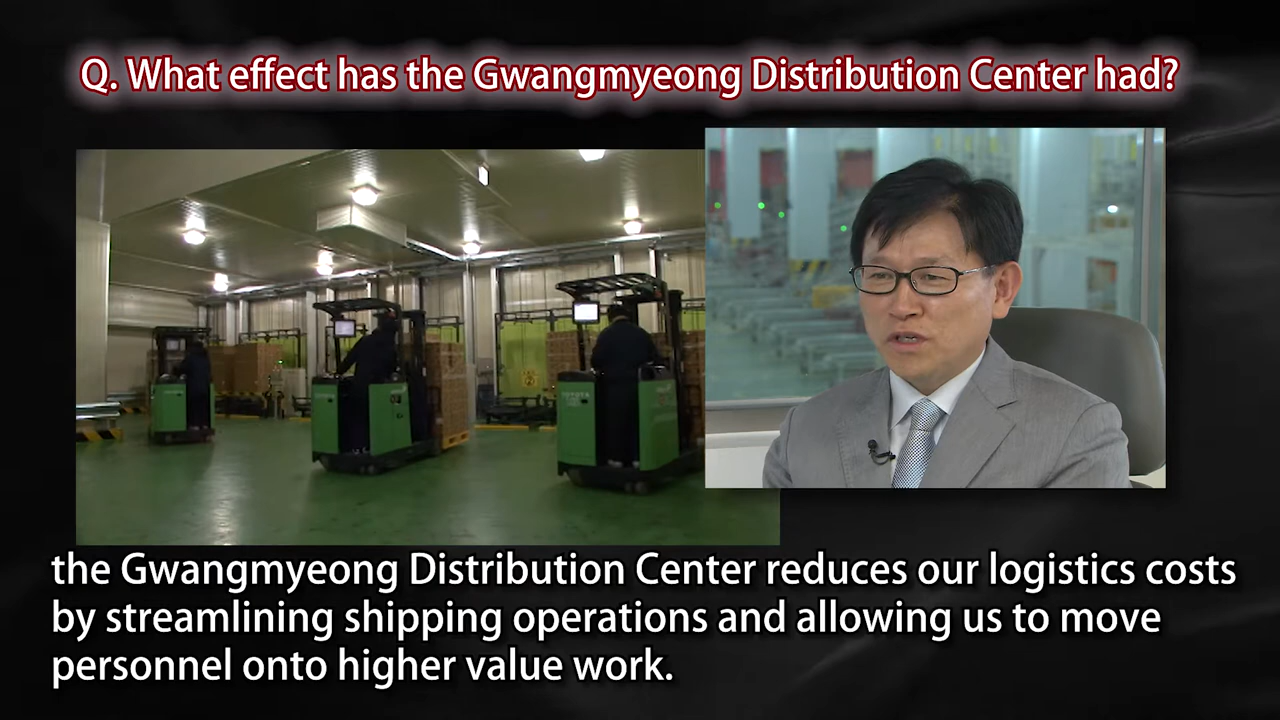 Q. What effect has the Gwangmyeong Distribution Center had?
TOYOTA
the Gwangmyeong Distribution Center reduces our logistics costs
by streamlining shipping operations and allowing us to move
personnel onto higher value work.